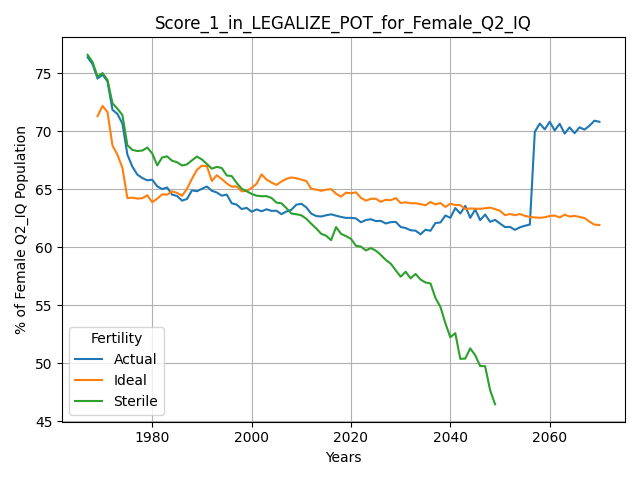 Score_1_in_LEGALIZE_POT_for_Female_Q2_IQ
% of Female Q2_IQ Population
75
70
65
60
55
50
45
Fertility
Actual
Ideal
Sterile
1980 2000 2020 2040 2060
Years